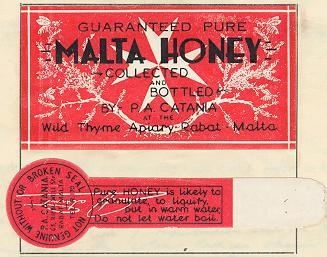 GUARANTEED PURE
MALTA HONEY
COLLECTED
AND
BOTTLED
BY: P.A. CATANIA
AT THE
Wild Thyme Apiary-Rabat-Malta
NOT GENUINE WITHOUT OR BROKEN SEAL
P.A. CATANIA
Pure HONEY is likely to
granulate, to liquify,
put in warm water,
Do not let water boil.